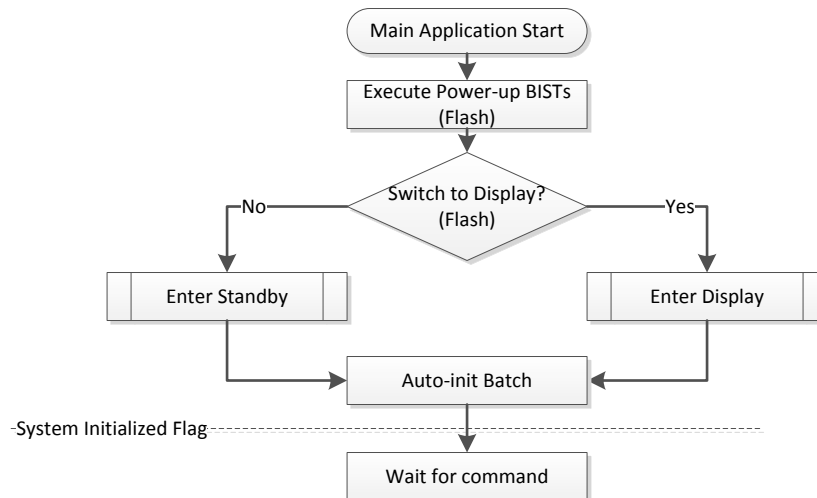 Main Application Start
Execute Power-up BISTs
(Flash)
Switch to Display?
(Flash)
No
Yes
Enter Standby
Enter Display
Auto-init Batch
System Initialized Flag
Wait for command